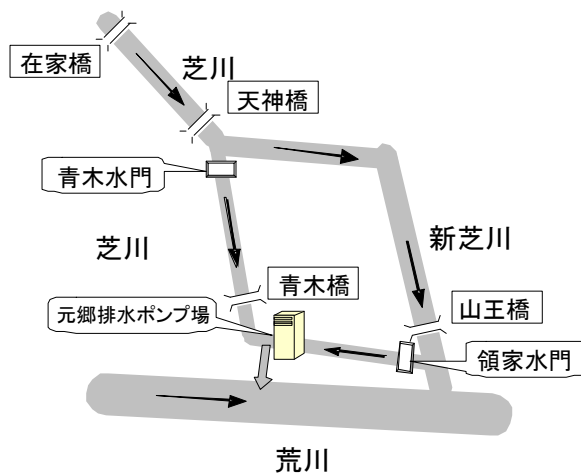 在家橋
芝川
天神橋
青木水門
芝川
新芝川
青木橋
山王橋
元郷排水ポンプ場
領家水門
荒川